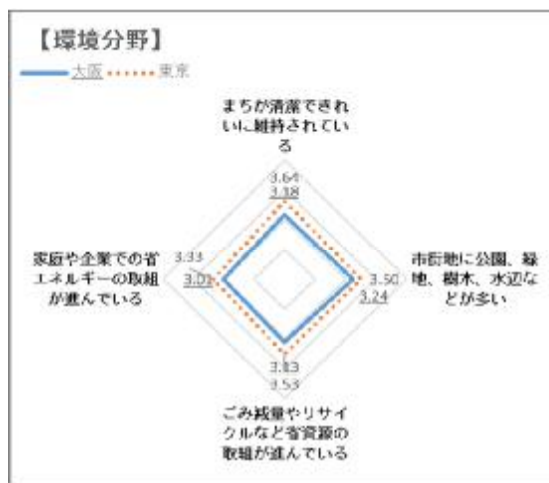 【環境分野】
大阪 東京
まちが清潔できれ
いに維持されてい
る
3.64
3.18
家庭や企業での省
エネルギーの取組
が進んでいる
3.33
3.01
市街地に公園、緑
地、樹木、水辺な
どが多い
3.50
3.24
3.13
3.53
ごみ減量やリサイ
クルなど省資源の
取組が進んでいる